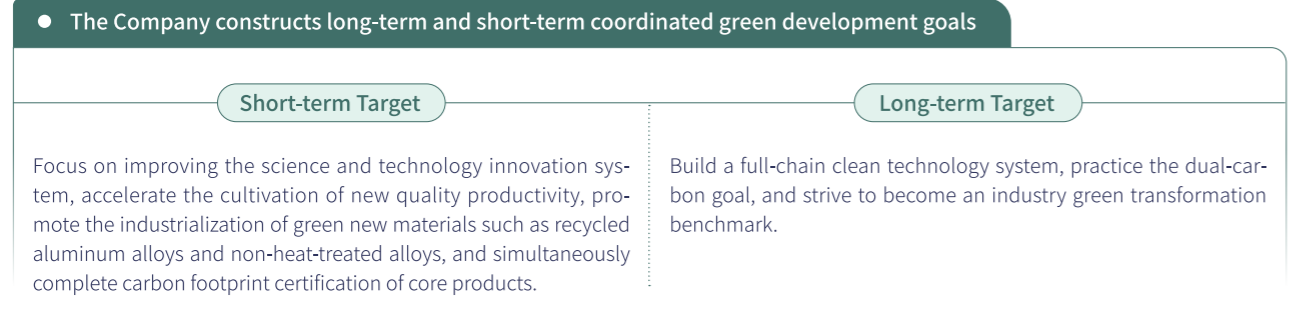 The Company constructs long-term and short-term coordinated green development goals
Short-term Target
Focus on improving the science and technology innovation sys-
tem, accelerate the cultivation of new quality productivity, pro-
mote the industrialization of green new materials such as recycled
aluminum alloys and non-heat-treated alloys, and simultaneously
complete carbon footprint certification of core products.
Long-term Target
Build a full-chain clean technology system, practice the dual-car-
bon goal, and strive to become an industry green transformation
benchmark.